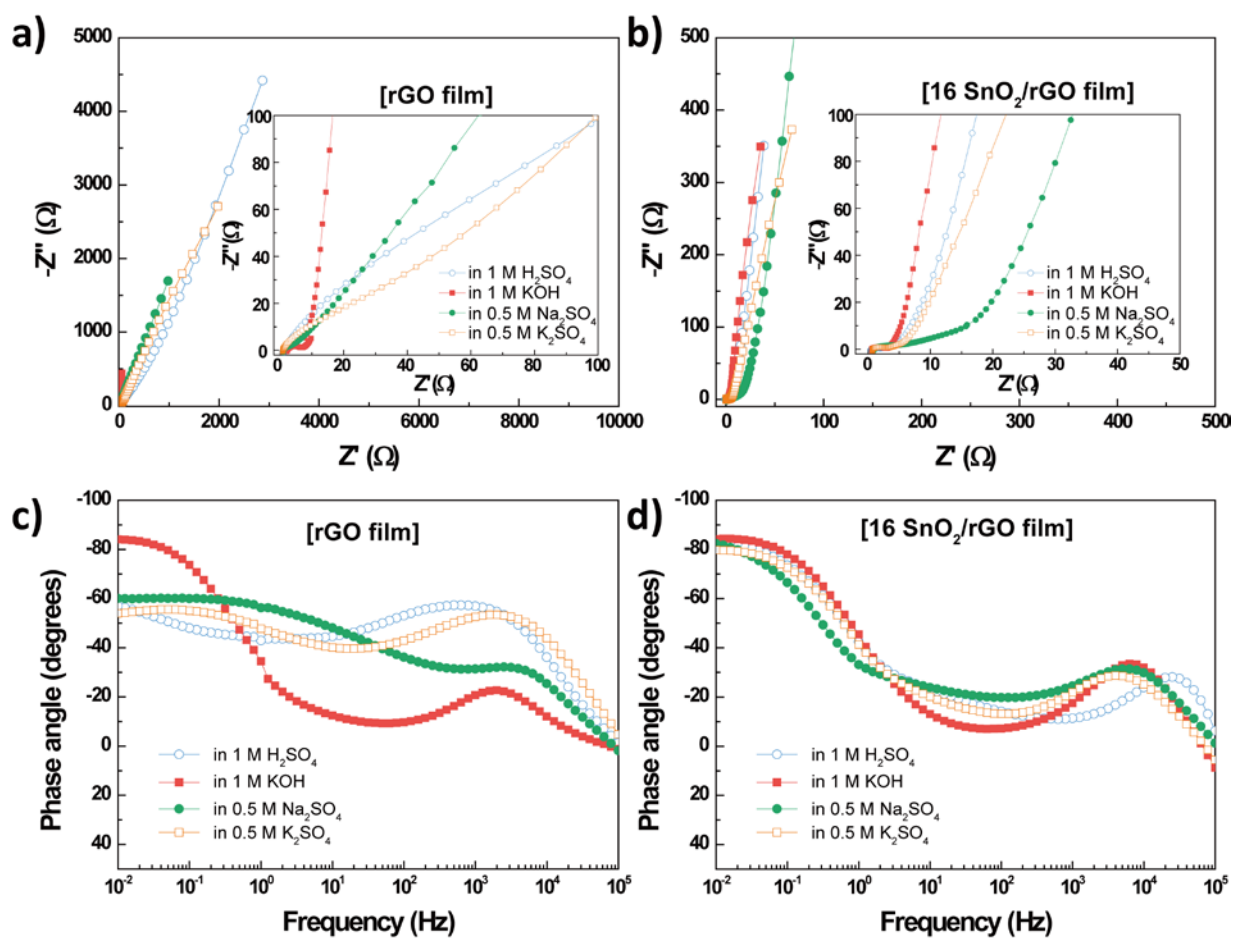 a)
-Z'' (Ω)
5000
4000
3000
2000
1000
0
0 2000 4000 6000 8000 10000
Z' (Ω)
[rGO film]
-Z''(Ω)
100
80
60
40
20
0
0 20 40 60 80 100
Z'(Ω)
in 1 M H₂SO₄
in 1 M KOH
in 0.5 M Na₂SO₄
in 0.5 M K₂SO₄
b)
-Z'' (Ω)
500
400
300
200
100
0
0 100 200 300 400 500
Z' (Ω)
[16 SnO₂/rGO film]
-Z''(Ω)
100
80
60
40
20
0
0 10 20 30 40 50
Z'(Ω)
in 1 M H₂SO₄
in 1 M KOH
in 0.5 M Na₂SO₄
in 0.5 M K₂SO₄
c)
Phase angle (degrees)
-100
-80
-60
-40
-20
0
20
40
[rGO film]
in 1 M H₂SO₄
in 1 M KOH
in 0.5 M Na₂SO₄
in 0.5 M K₂SO₄
10⁻² 10⁻¹ 10⁰ 10¹ 10² 10³ 10⁴ 10⁵
Frequency (Hz)
d)
Phase angle (degrees)
-100
-80
-60
-40
-20
0
20
40
[16 SnO₂/rGO film]
in 1 M H₂SO₄
in 1 M KOH
in 0.5 M Na₂SO₄
in 0.5 M K₂SO₄
10⁻² 10⁻¹ 10⁰ 10¹ 10² 10³ 10⁴ 10⁵
Frequency (Hz)